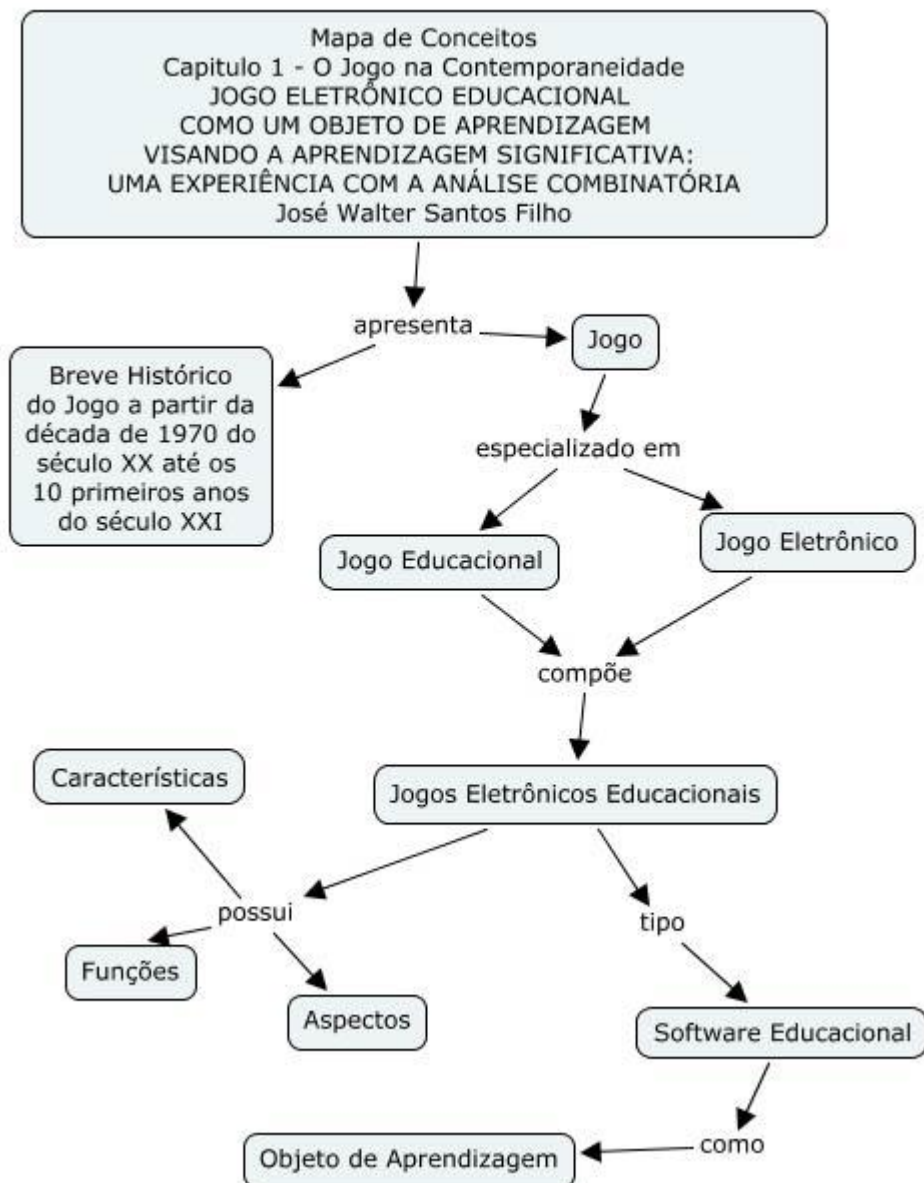 Mapa de Conceitos
Capitulo 1 - O Jogo na Contemporaneidade
JOGO ELETRÔNICO EDUCACIONAL
COMO UM OBJETO DE APRENDIZAGEM
VISANDO A APRENDIZAGEM SIGNIFICATIVA:
UMA EXPERIÊNCIA COM A ANÁLISE COMBINATÓRIA
José Walter Santos Filho
apresenta
Jogo
Breve Histórico
do Jogo a partir da
década de 1970 do
século XX até os
10 primeiros anos
do século XXI
especializado em
Jogo Educacional
Jogo Eletrônico
compõe
Jogos Eletrônicos Educacionais
Características
possui
tipo
Funções
Aspectos
Software Educacional
como
Objeto de Aprendizagem